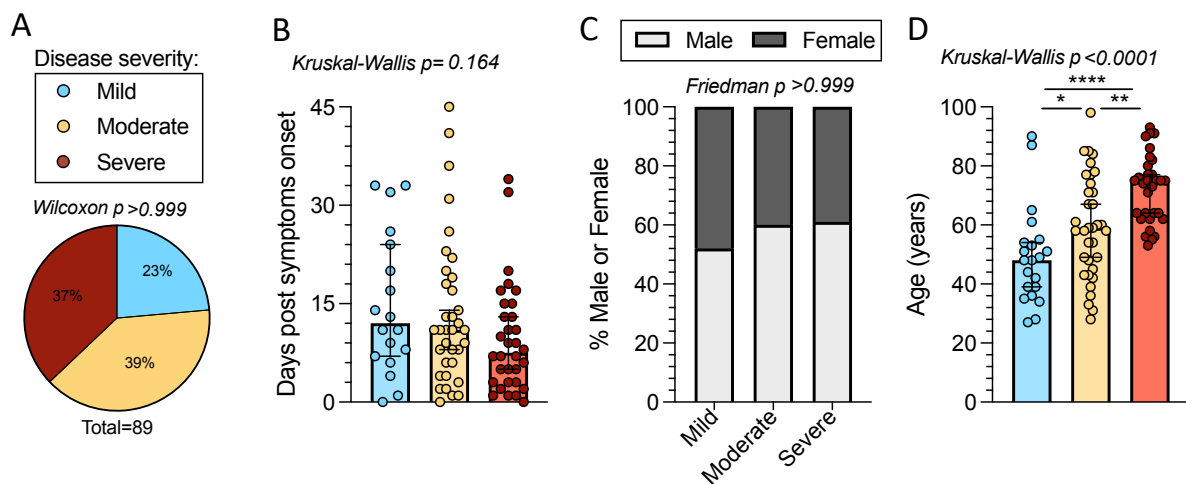 A
Disease severity:
Mild
Moderate
Severe
Wilcoxon p >0.999
23%
37%
39%
Total=89
B
Kruskal-Wallis p= 0.164
Days post symptoms onset
45
30
15
0
C
Male
Female
Friedman p >0.999
% Male or Female
100
80
60
40
20
0
Mild
Moderate
Severe
D
Kruskal-Wallis p <0.0001
****
* **
Age (years)
100
80
60
40
20
0